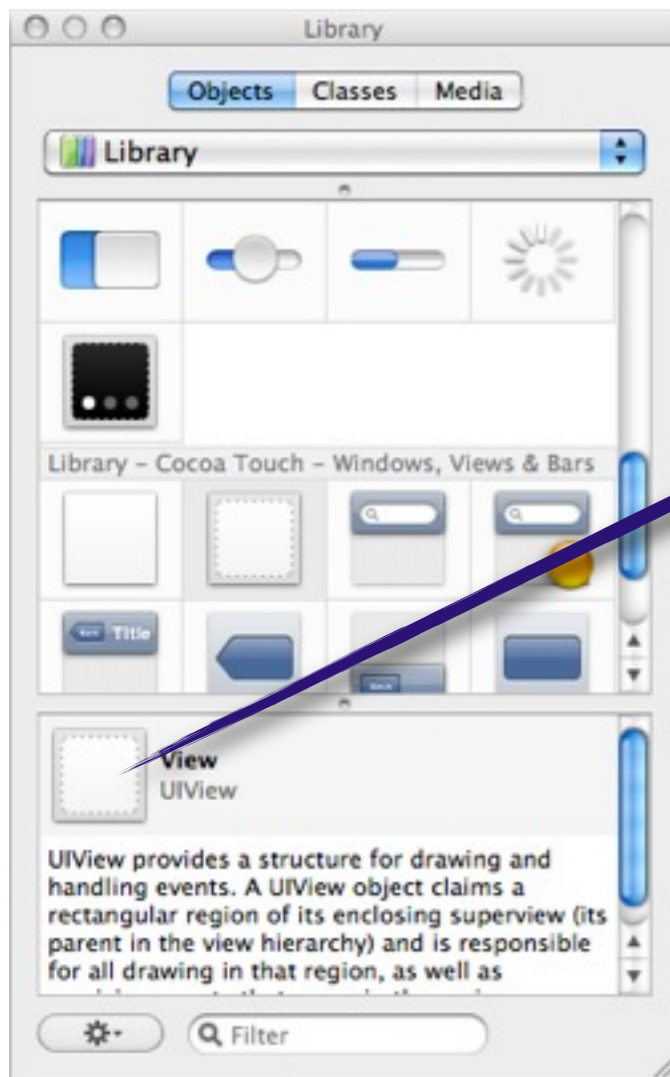 Library
Objects Classes Media
Library
Library – Cocoa Touch – Windows, Views & Bars
Title
View
UIView
UIView provides a structure for drawing and
handling events. A UIView object claims a
rectangular region of its enclosing superview (its
parent in the view hierarchy) and is responsible
for all drawing in that region, as well as
Filter